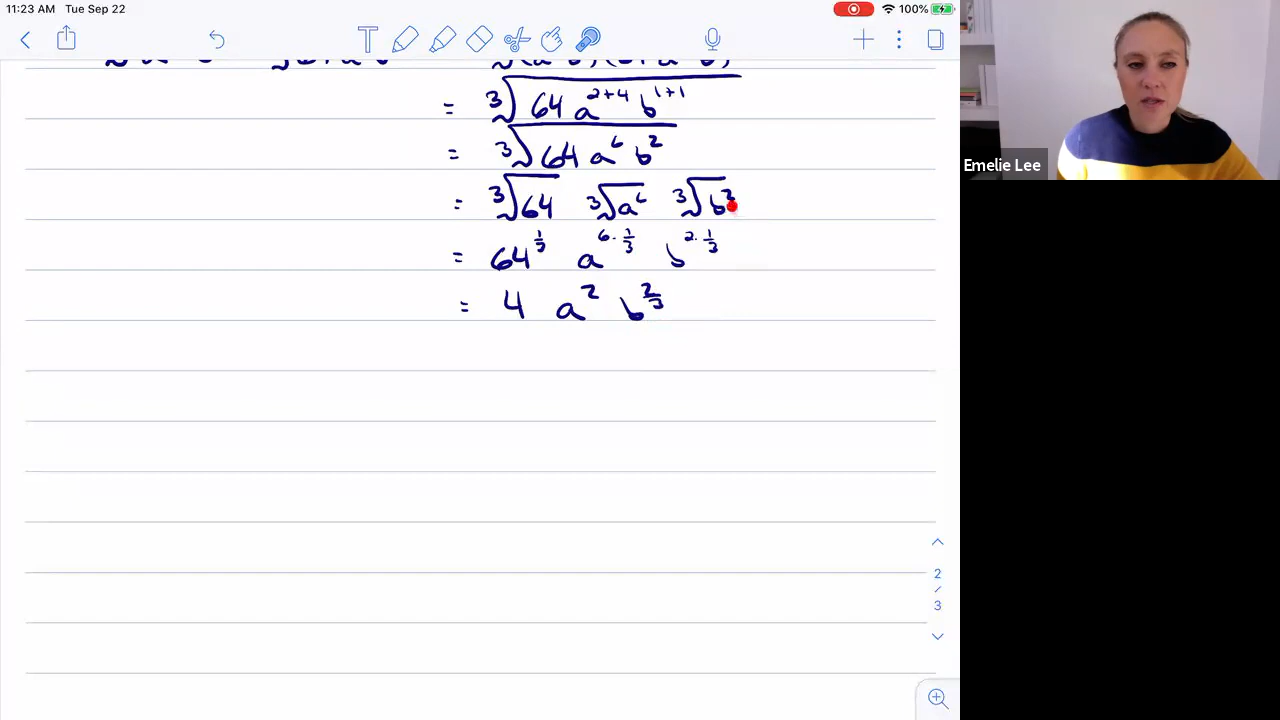 11:23 AM Tue Sep 22
100%
T
= ∛(64 a^(2+4) b^(1+1))
= ∛(64 a^6 b^2)
= ∛64 ∛(a^6) ∛(b^2)
= 64^(1/3) a^(6·1/3) b^(2·1/3)
= 4 a^2 b^(2/3)
2
/
3
Emelie Lee